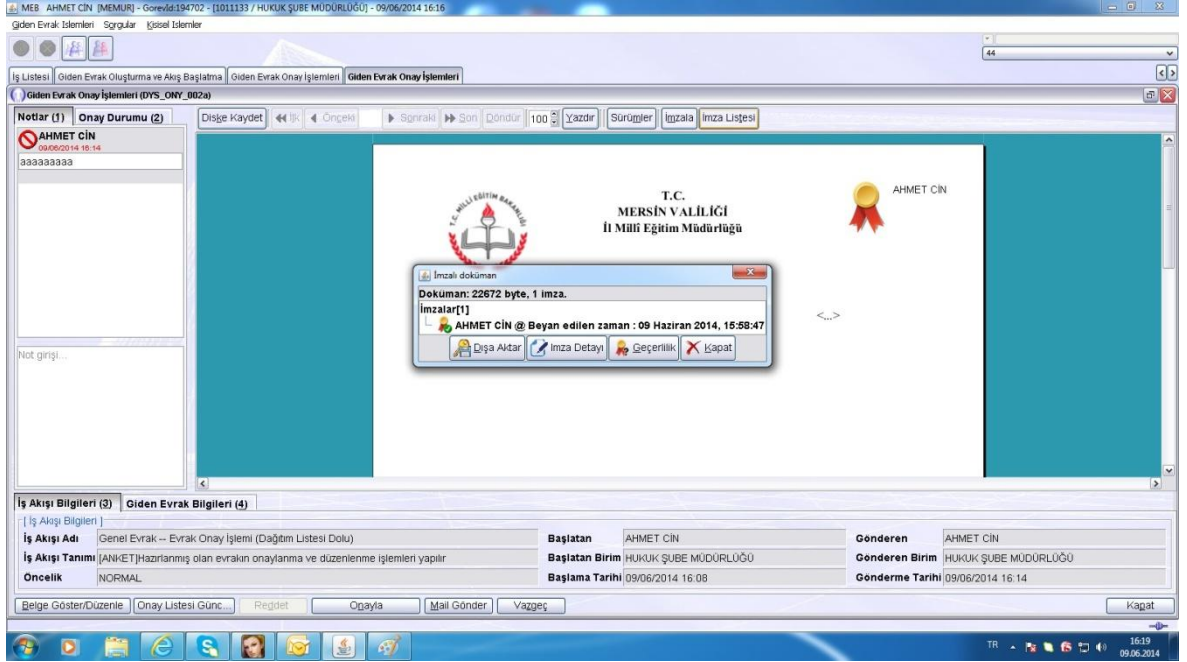 MEB AHMET CİN [MEMUR] - GorevId:194702 - [1011133 / HUKUK ŞUBE MÜDÜRLÜĞÜ] - 09/06/2014 16:16
Giden Evrak Islemleri Sorgular Kisisel Islemler
44
İş Listesi Giden Evrak Oluşturma ve Akış Başlatma Giden Evrak Onay İşlemleri Giden Evrak Onay İşlemleri
Giden Evrak Onay İşlemleri (DYS_ONY_002a)
Notlar (1) Onay Durumu (2)
Diske Kaydet İlk Önceki Sonraki Son Döndür 100 Yazdır Sürümler İmzala İmza Listesi
AHMET CİN
09/06/2014 16:14
aaaaaaaaa
T.C. MİLLİ EĞİTİM BAKANLIĞI
T.C.
MERSİN VALİLİĞİ
İl Millî Eğitim Müdürlüğü
AHMET CİN
İmzalı doküman
Doküman: 22672 byte, 1 imza.
İmzalar[1]
AHMET CİN @ Beyan edilen zaman : 09 Haziran 2014, 15:58:47
Dışa Aktar İmza Detayı Geçerlilik Kapat
<...>
Not girişi...
İş Akışı Bilgileri (3) Giden Evrak Bilgileri (4)
[ İş Akışı Bilgileri ]
İş Akışı Adı Genel Evrak -- Evrak Onay İşlemi (Dağıtım Listesi Dolu) Başlatan AHMET CİN Gönderen AHMET CİN
İş Akışı Tanımı [ANKET]Hazırlanmış olan evrakın onaylanma ve düzenlenme işlemleri yapılır Başlatan Birim HUKUK ŞUBE MÜDÜRLÜĞÜ Gönderen Birim HUKUK ŞUBE MÜDÜRLÜĞÜ
Öncelik NORMAL Başlama Tarihi 09/06/2014 16:08 Gönderme Tarihi 09/06/2014 16:14
Belge Göster/Düzenle Onay Listesi Günc... Reddet Onayla Mail Gönder Vazgeç Kapat
TR 16:19
09.06.2014